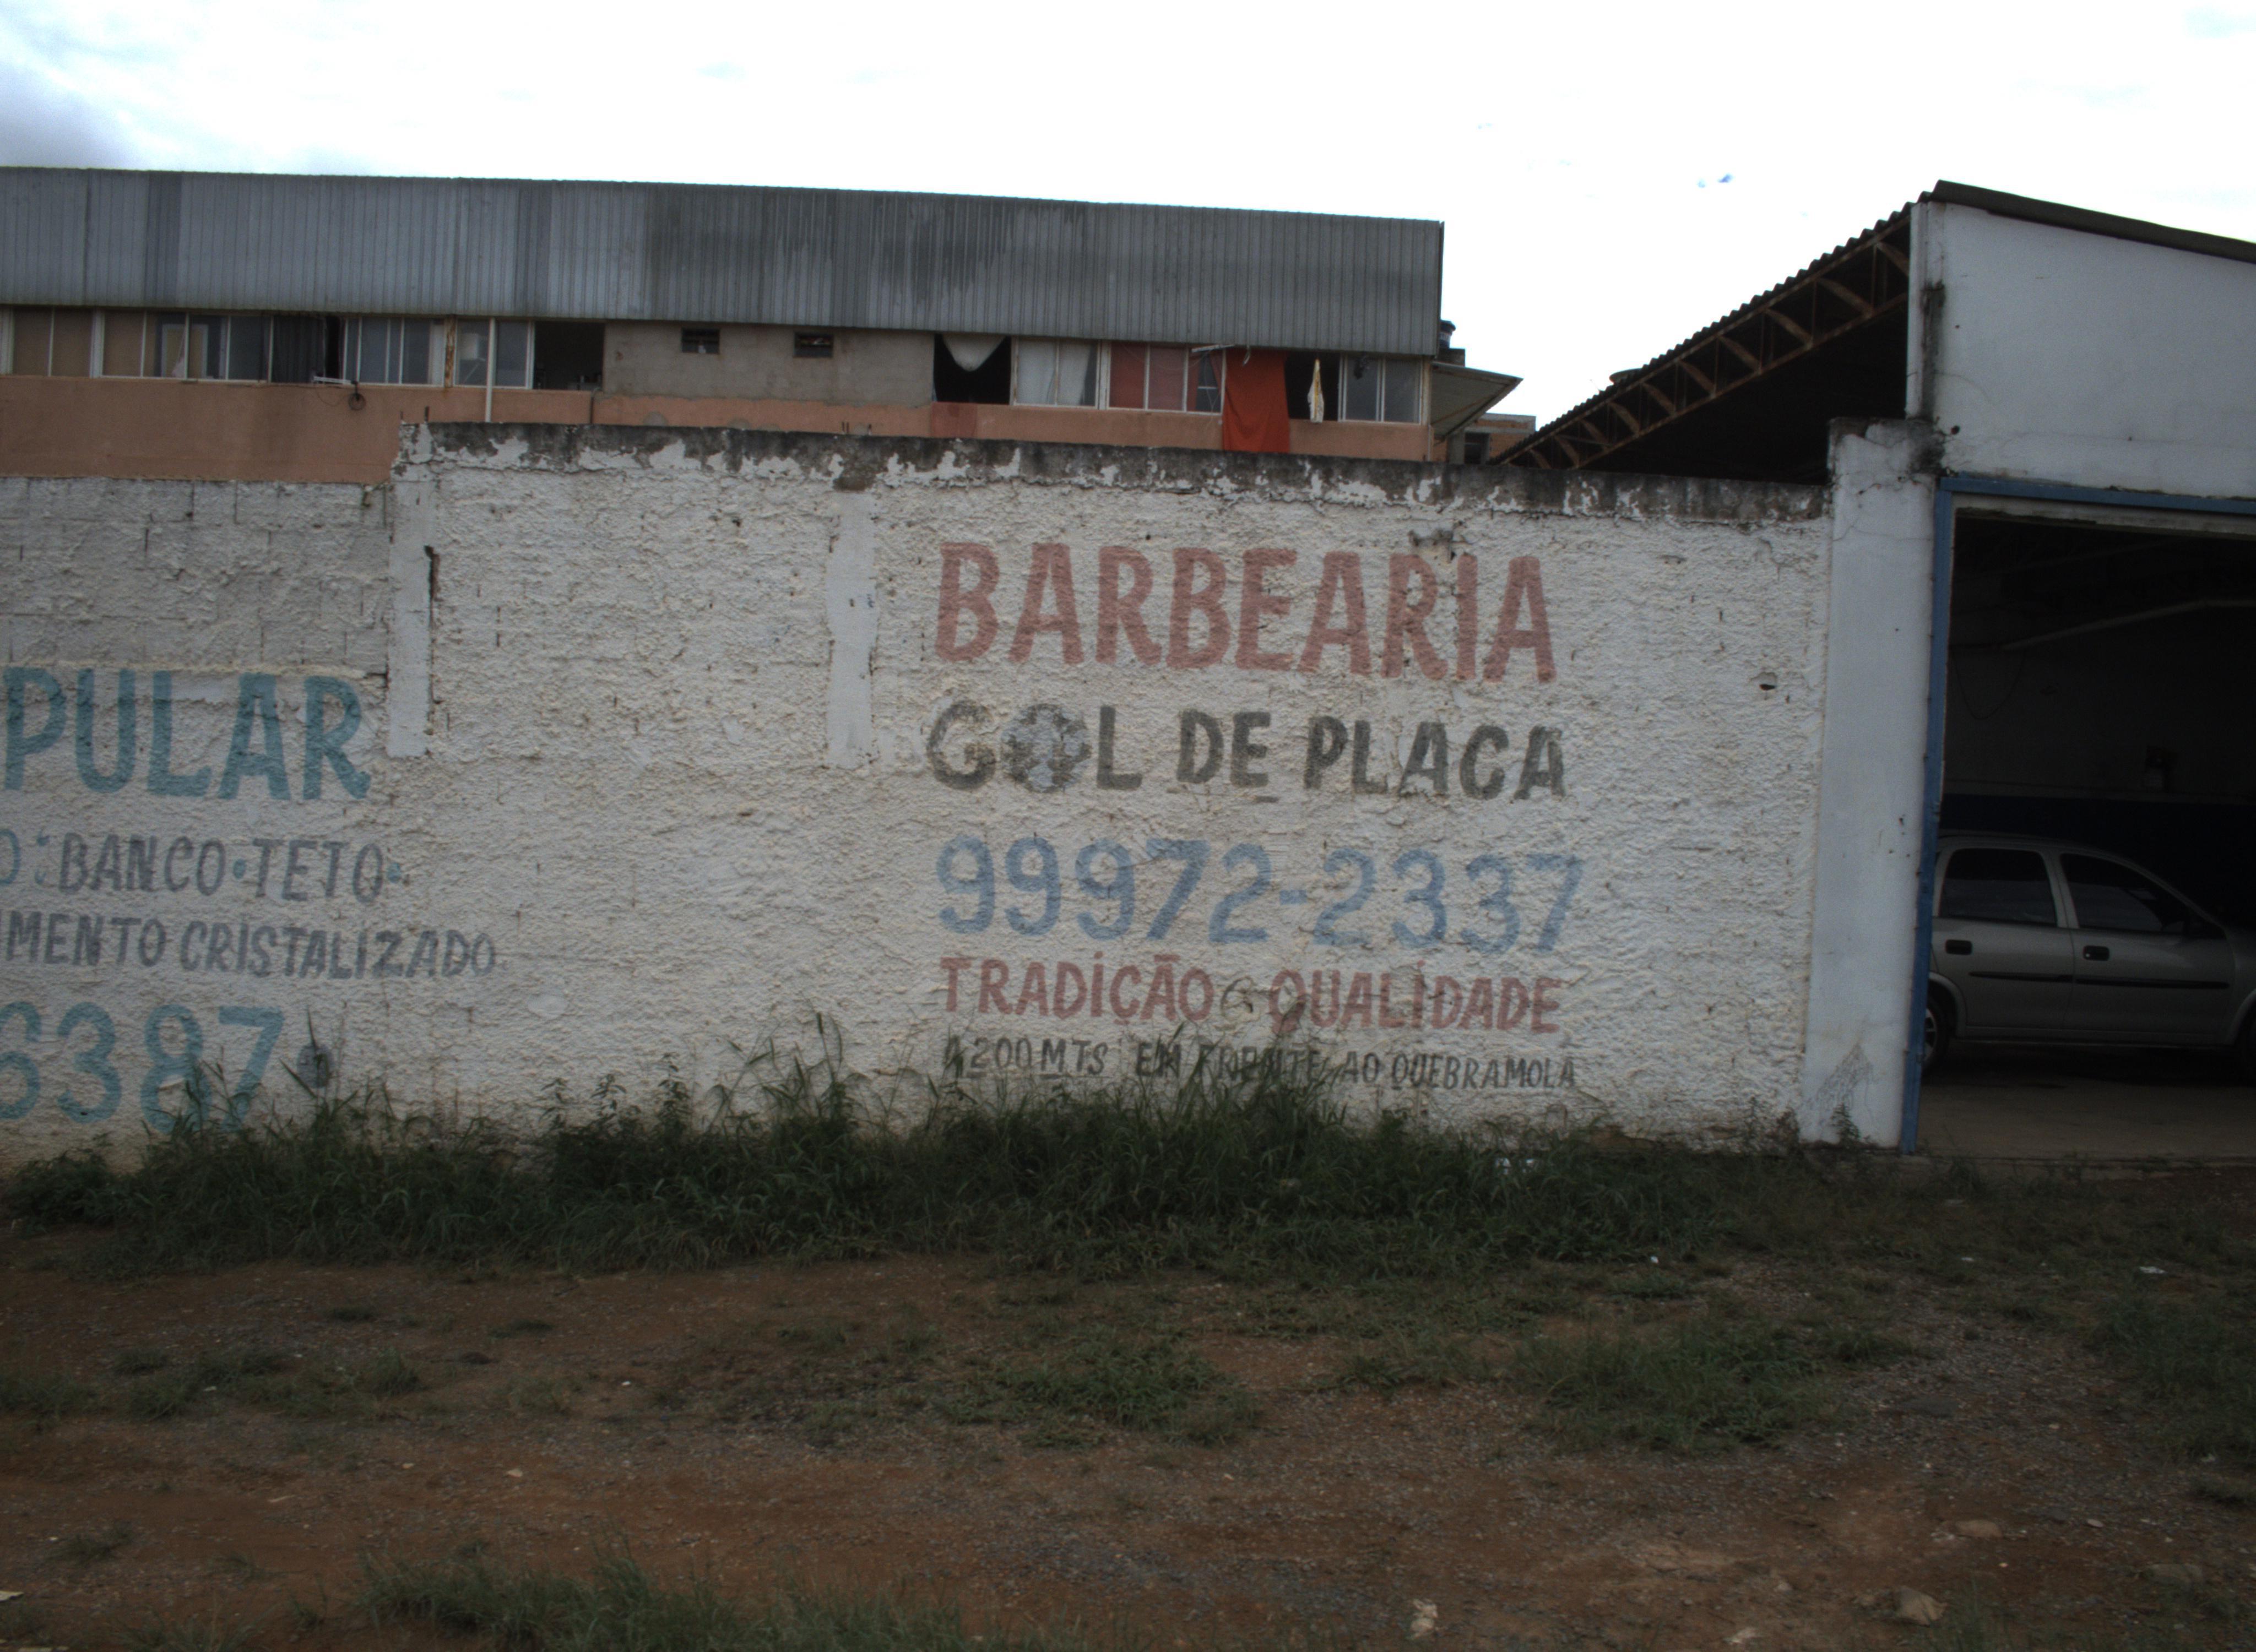 PULAR
O: BANCO • TETO •
IMENTO CRISTALIZADO
6387
BARBEARIA
GOL DE PLACA
99972-2337
TRADIÇÃO E QUALIDADE
A 200 MTS EM FRENTE AO QUEBRAMOLA